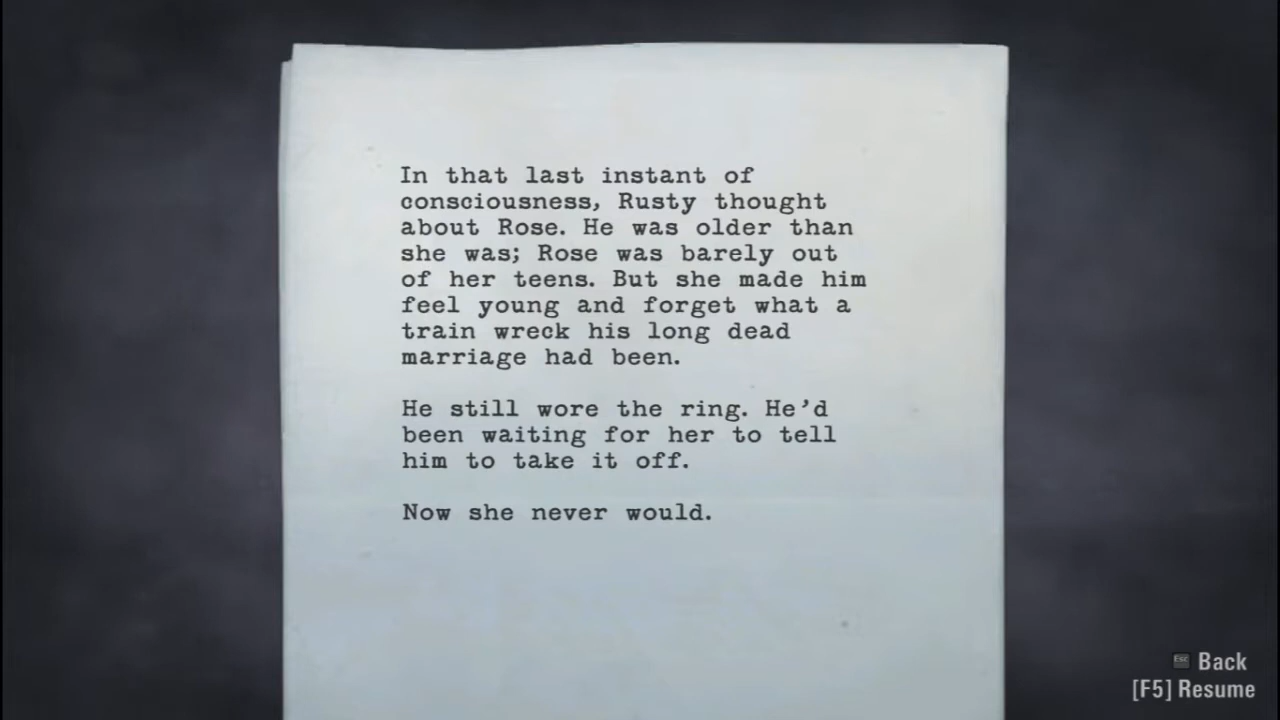 In that last instant of
consciousness, Rusty thought
about Rose. He was older than
she was; Rose was barely out
of her teens. But she made him
feel young and forget what a
train wreck his long dead
marriage had been.
He still wore the ring. He'd
been waiting for her to tell
him to take it off.
Now she never would.
Esc Back
[F5] Resume